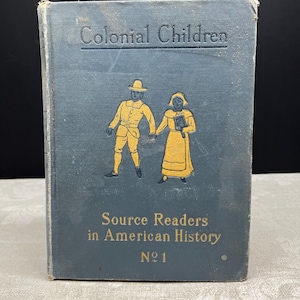 Colonial Children
Source Readers
in American History
Nº 1